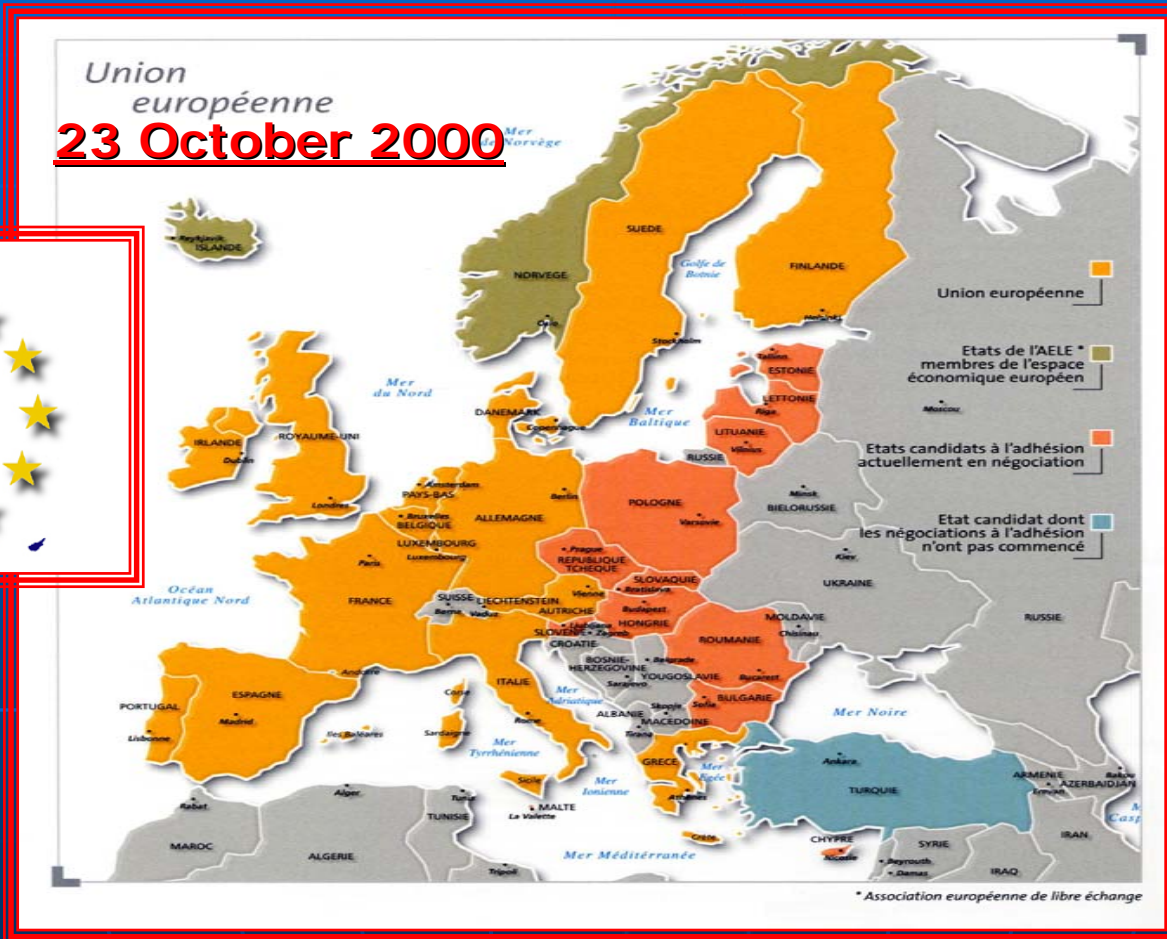 Union
européenne
23 October 2000
Mer
de Norvège
Reykjavik
ISLANDE
SUEDE
FINLANDE
NORVEGE
Golfe de
Botnie
Oslo
Helsinki
Stockholm
Union européenne
Etats de l'AELE *
membres de l'espace
économique européen
Etats candidats à l'adhésion
actuellement en négociation
Etat candidat dont
les négociations à l'adhésion
n'ont pas commencé
Tallinn
ESTONIE
LETTONIE
Riga
LITUANIE
Vilnius
RUSSIE
Moscou
Mer
du Nord
DANEMARK
Copenhague
Mer
Baltique
IRLANDE
Dublin
ROYAUME-UNI
Londres
Amsterdam
PAYS-BAS
Bruxelles
BELGIQUE
LUXEMBOURG
Luxembourg
Berlin
ALLEMAGNE
POLOGNE
Varsovie
Minsk
BIELORUSSIE
Kiev
UKRAINE
RUSSIE
Paris
FRANCE
Prague
REPUBLIQUE
TCHEQUE
SLOVAQUIE
Bratislava
Vienne
AUTRICHE
Budapest
HONGRIE
SUISSE
Berne
LIECHTENSTEIN
Vaduz
Ljubljana
SLOVENIE
Zagreb
CROATIE
MOLDAVIE
Chisinau
ROUMANIE
Bucarest
Océan
Atlantique Nord
BOSNIE-
HERZEGOVINE
Sarajevo
Belgrade
YOUGOSLAVIE
Sofia
BULGARIE
Skopje
MACEDOINE
ALBANIE
Tirana
Mer Noire
Andorre
ESPAGNE
Madrid
PORTUGAL
Lisbonne
Iles Baléares
Corse
Sardaigne
ITALIE
Rome
Mer
Adriatique
Mer
Tyrrhénienne
Sicile
Mer
Ionienne
GRECE
Athènes
Mer
Egée
Crète
Ankara
TURQUIE
ARMENIE
Erevan
AZERBAIDJAN
Bakou
M
Casp
Rabat
MAROC
Alger
ALGERIE
Tunis
TUNISIE
MALTE
La Valette
Tripoli
Mer Méditérranée
CHYPRE
Nicosie
SYRIE
Beyrouth
Damas
IRAQ
IRAN
* Association européenne de libre échange